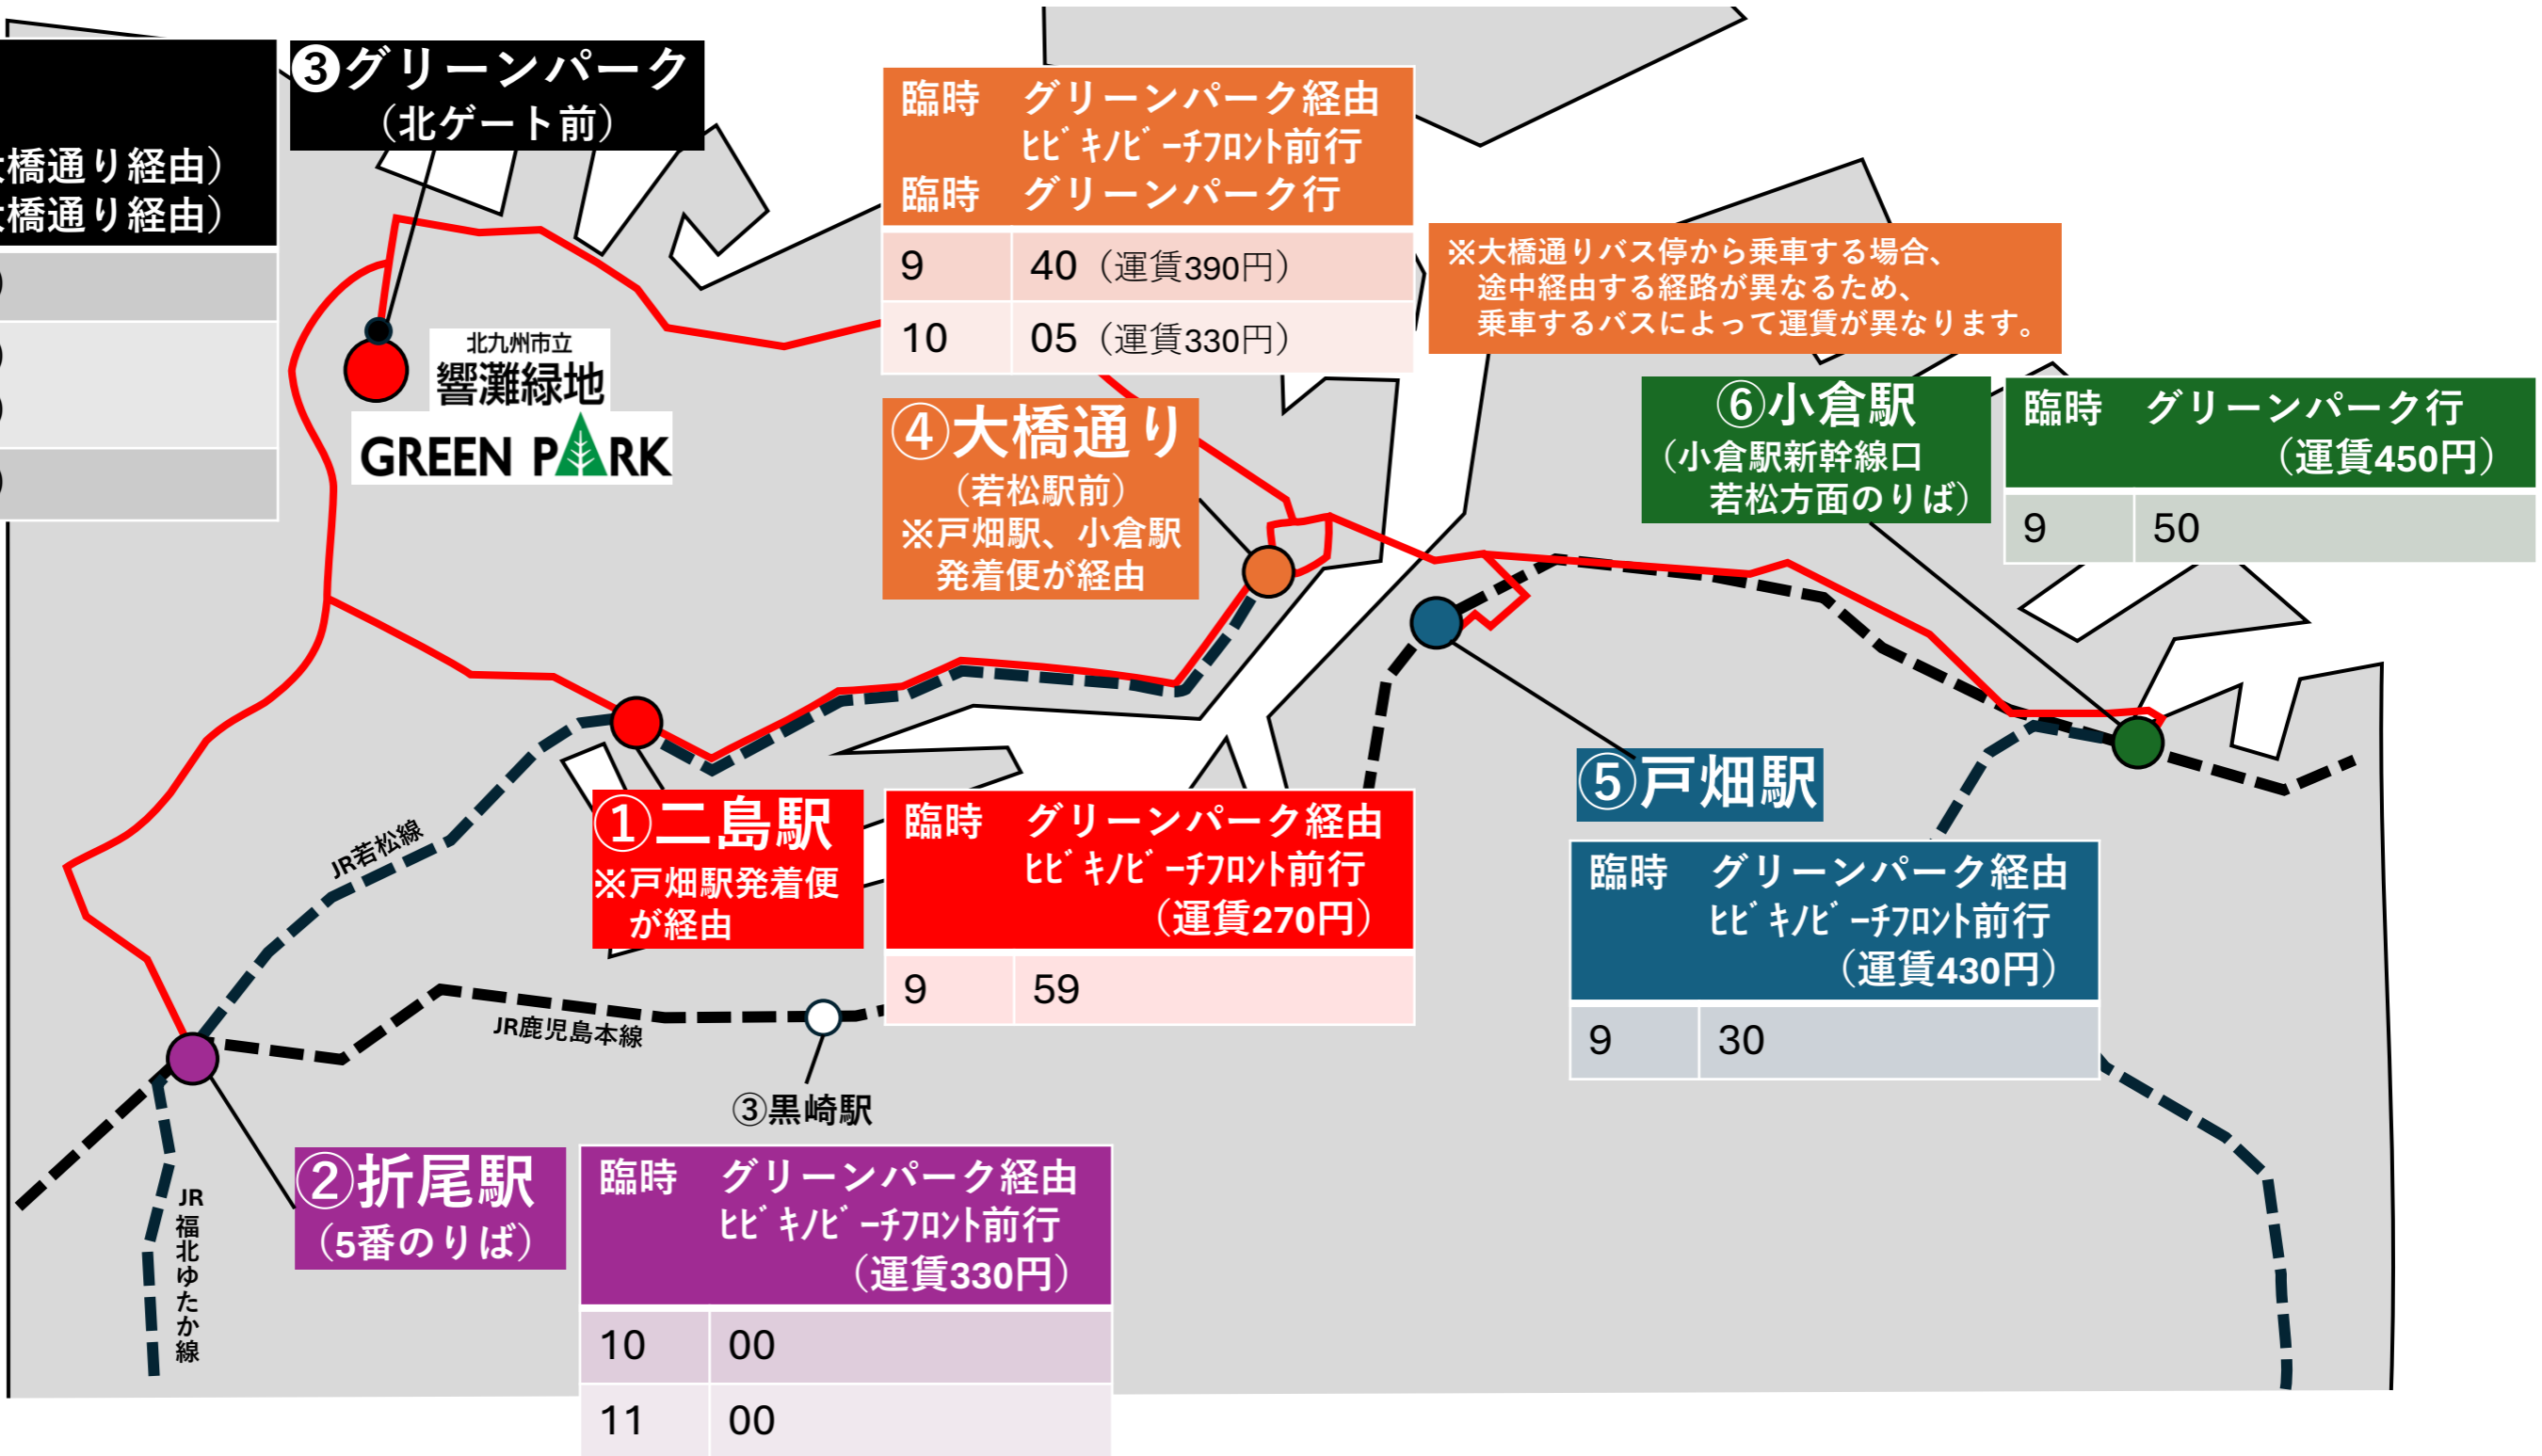 橋通り経由）
橋通り経由）
❸グリーンパーク
（北ゲート前）
臨時　グリーンパーク経由
ﾋﾋﾞｷﾉﾋﾞｰﾁﾌﾛﾝﾄ前行
臨時　グリーンパーク行
9　40（運賃390円）
10　05（運賃330円）
※大橋通りバス停から乗車する場合、
途中経由する経路が異なるため、
乗車するバスによって運賃が異なります。
北九州市立
響灘緑地
GREEN PARK
④大橋通り
（若松駅前）
※戸畑駅、小倉駅
発着便が経由
⑥小倉駅
（小倉駅新幹線口
若松方面のりば）
臨時　グリーンパーク行
（運賃450円）
9　50
①二島駅
※戸畑駅発着便
が経由
臨時　グリーンパーク経由
ﾋﾋﾞｷﾉﾋﾞｰﾁﾌﾛﾝﾄ前行
（運賃270円）
9　59
⑤戸畑駅
臨時　グリーンパーク経由
ﾋﾋﾞｷﾉﾋﾞｰﾁﾌﾛﾝﾄ前行
（運賃430円）
9　30
JR若松線
JR鹿児島本線
③黒崎駅
②折尾駅
（5番のりば）
臨時　グリーンパーク経由
ﾋﾋﾞｷﾉﾋﾞｰﾁﾌﾛﾝﾄ前行
（運賃330円）
10　00
11　00
JR
福北ゆたか線